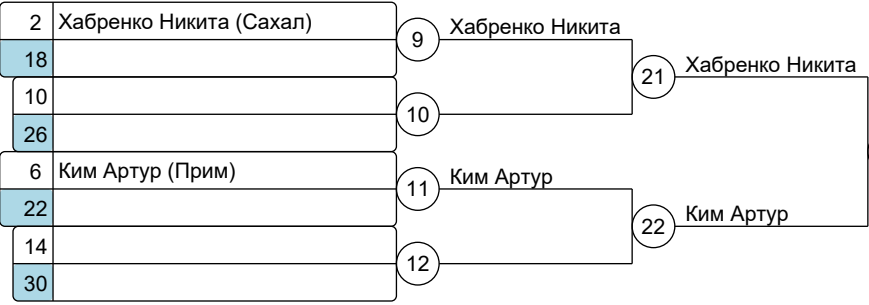 2 Хабренко Никита (Сахал)
9 Хабренко Никита
18
21 Хабренко Никита
10
10
26
6 Ким Артур (Прим)
11 Ким Артур
22
22 Ким Артур
14
12
30